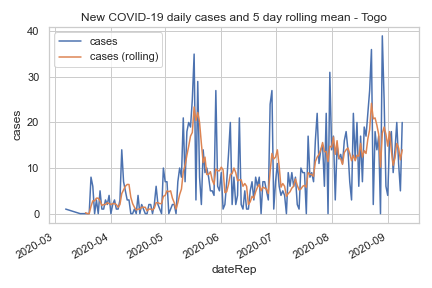 New COVID-19 daily cases and 5 day rolling mean - Togo
cases
cases (rolling)
40
30
20
10
0
cases
2020-03
2020-04
2020-05
2020-06
2020-07
2020-08
2020-09
dateRep